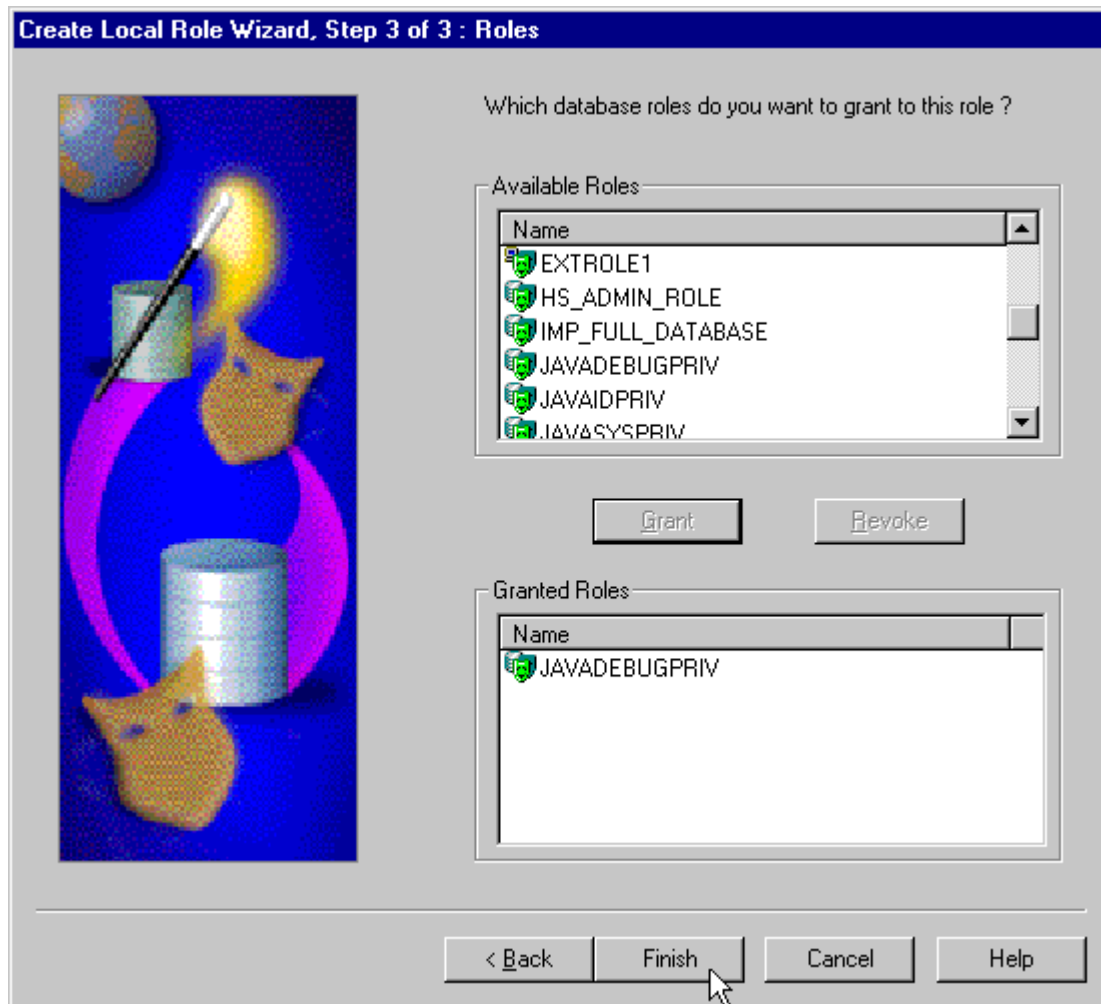 Create Local Role Wizard, Step 3 of 3 : Roles
Which database roles do you want to grant to this role ?
Available Roles
Name
EXTROLE1
HS_ADMIN_ROLE
IMP_FULL_DATABASE
JAVADEBUGPRIV
JAVAIDPRIV
JAVASYSPRIV
Grant Revoke
Granted Roles
Name
JAVADEBUGPRIV
< Back Finish Cancel Help